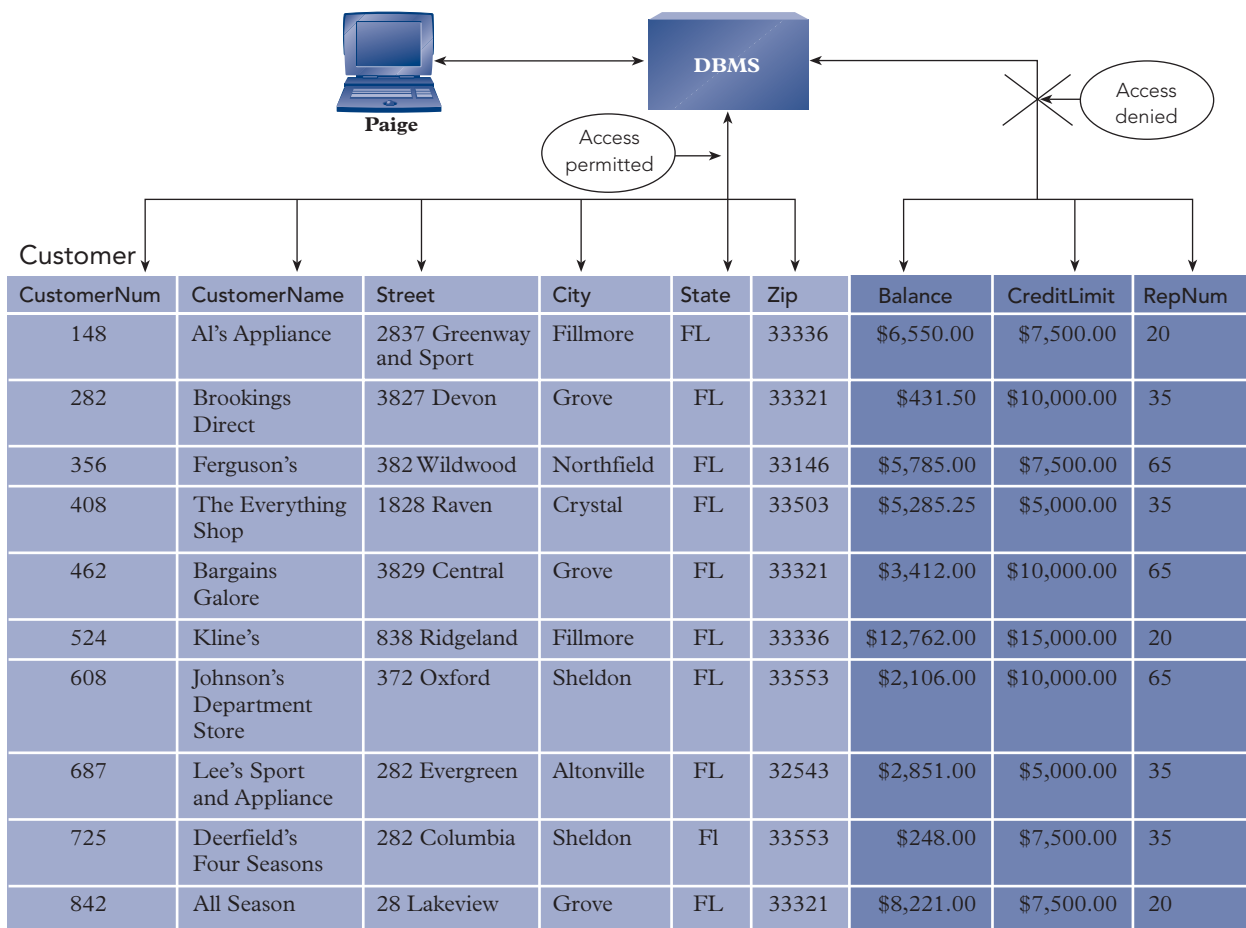 DBMS
Paige
Access
permitted
Access
denied
Customer
CustomerNum CustomerName Street City State Zip Balance CreditLimit RepNum
148 Al's Appliance 2837 Greenway Fillmore FL 33336 $6,550.00 $7,500.00 20
and Sport
282 Brookings 3827 Devon Grove FL 33321 $431.50 $10,000.00 35
Direct
356 Ferguson's 382 Wildwood Northfield FL 33146 $5,785.00 $7,500.00 65
408 The Everything 1828 Raven Crystal FL 33503 $5,285.25 $5,000.00 35
Shop
462 Bargains 3829 Central Grove FL 33321 $3,412.00 $10,000.00 65
Galore
524 Kline's 838 Ridgeland Fillmore FL 33336 $12,762.00 $15,000.00 20
608 Johnson's 372 Oxford Sheldon FL 33553 $2,106.00 $10,000.00 65
Department
Store
687 Lee's Sport 282 Evergreen Altonville FL 32543 $2,851.00 $5,000.00 35
and Appliance
725 Deerfield's 282 Columbia Sheldon Fl 33553 $248.00 $7,500.00 35
Four Seasons
842 All Season 28 Lakeview Grove FL 33321 $8,221.00 $7,500.00 20